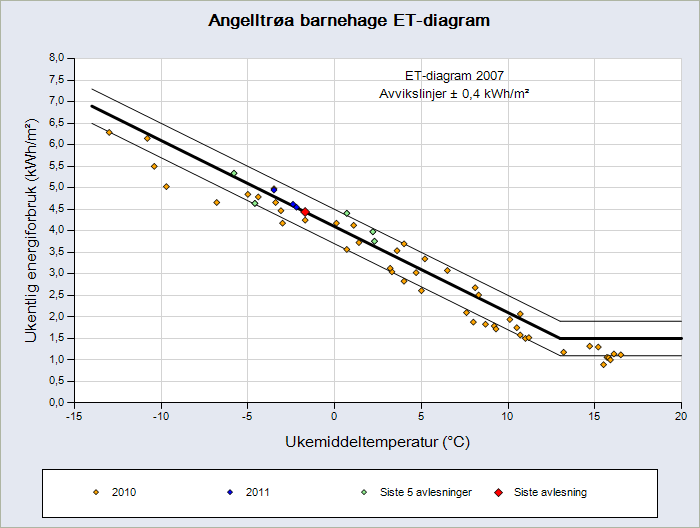 Angelltrøa barnehage ET-diagram
ET-diagram 2007
Avvikslinjer ± 0,4 kWh/m²
Ukentlig energiforbruk (kWh/m²)
8,0
7,5
7,0
6,5
6,0
5,5
5,0
4,5
4,0
3,5
3,0
2,5
2,0
1,5
1,0
0,5
0,0
-15 -10 -5 0 5 10 15 20
Ukemiddeltemperatur (°C)
2010 2011 Siste 5 avlesninger Siste avlesning